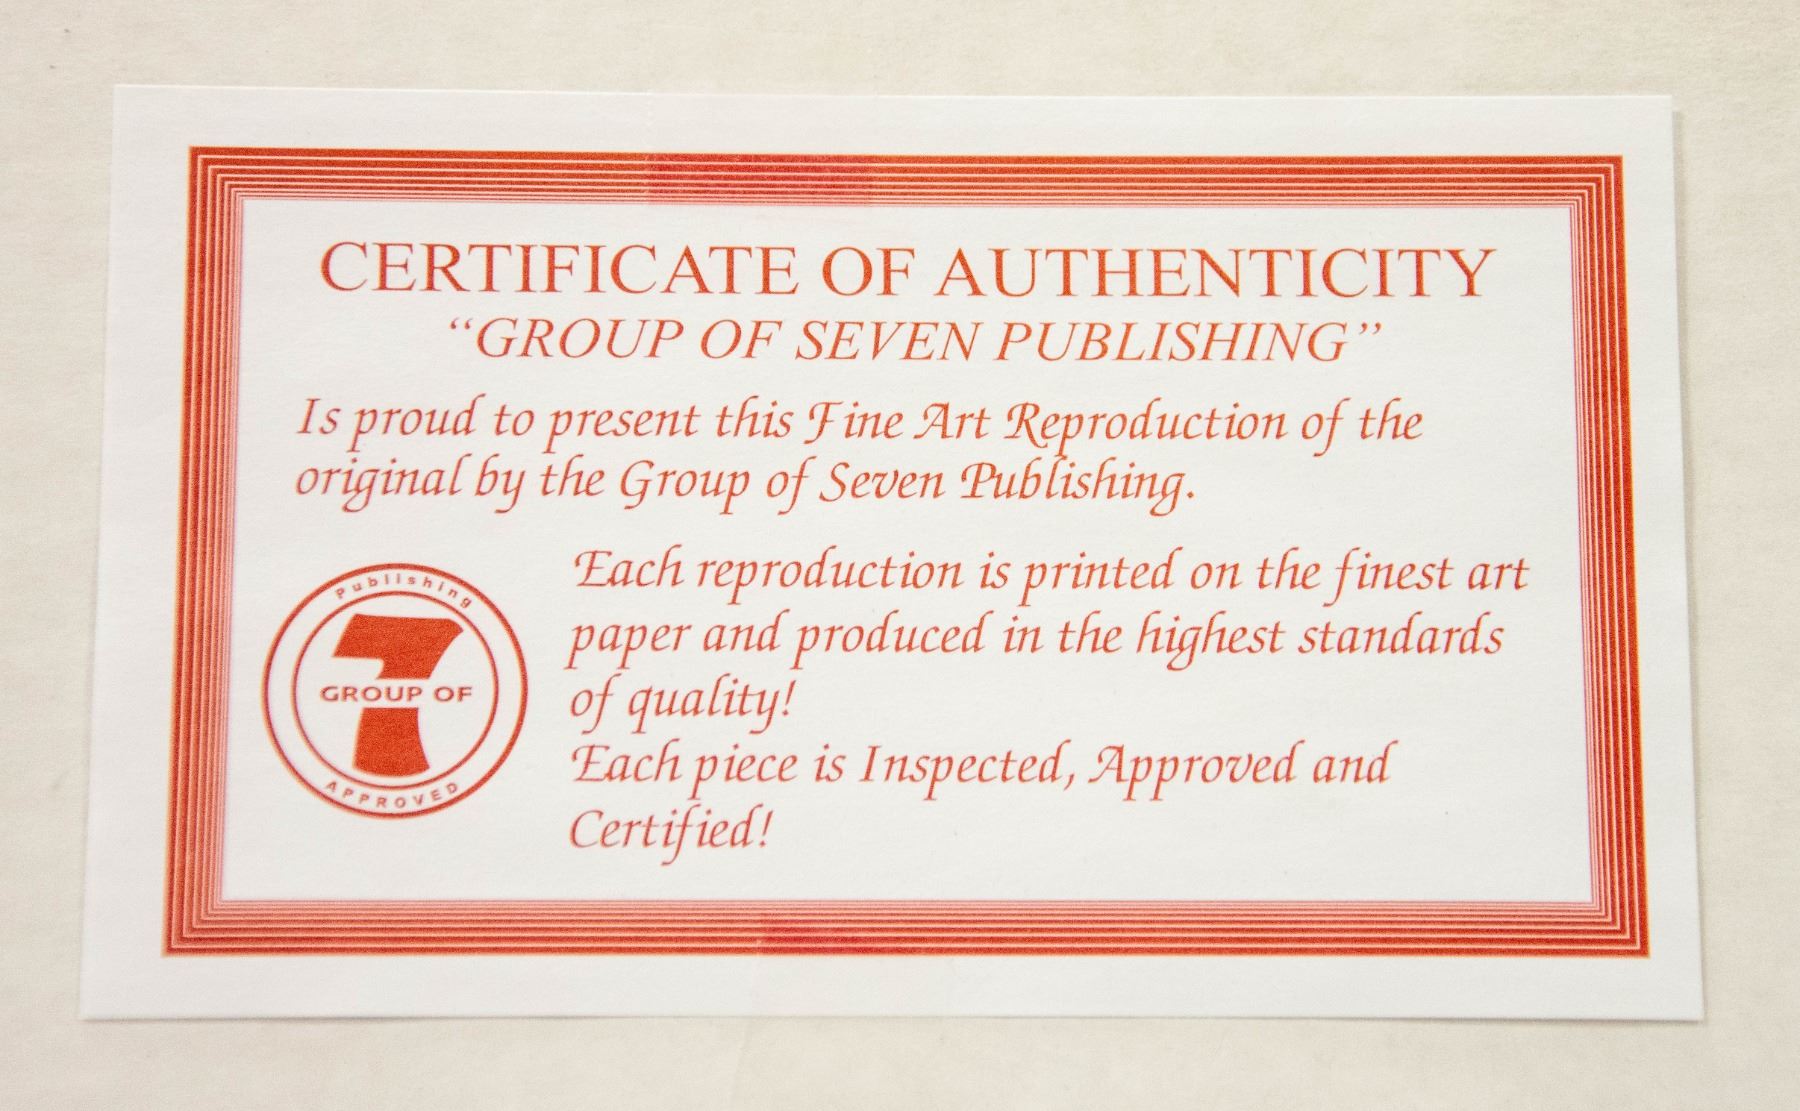 CERTIFICATE OF AUTHENTICITY
“GROUP OF SEVEN PUBLISHING”
Is proud to present this Fine Art Reproduction of the
original by the Group of Seven Publishing.
Each reproduction is printed on the finest art
paper and produced in the highest standards
of quality!
Each piece is Inspected, Approved and
Certified!
Publishing
7
GROUP OF
APPROVED